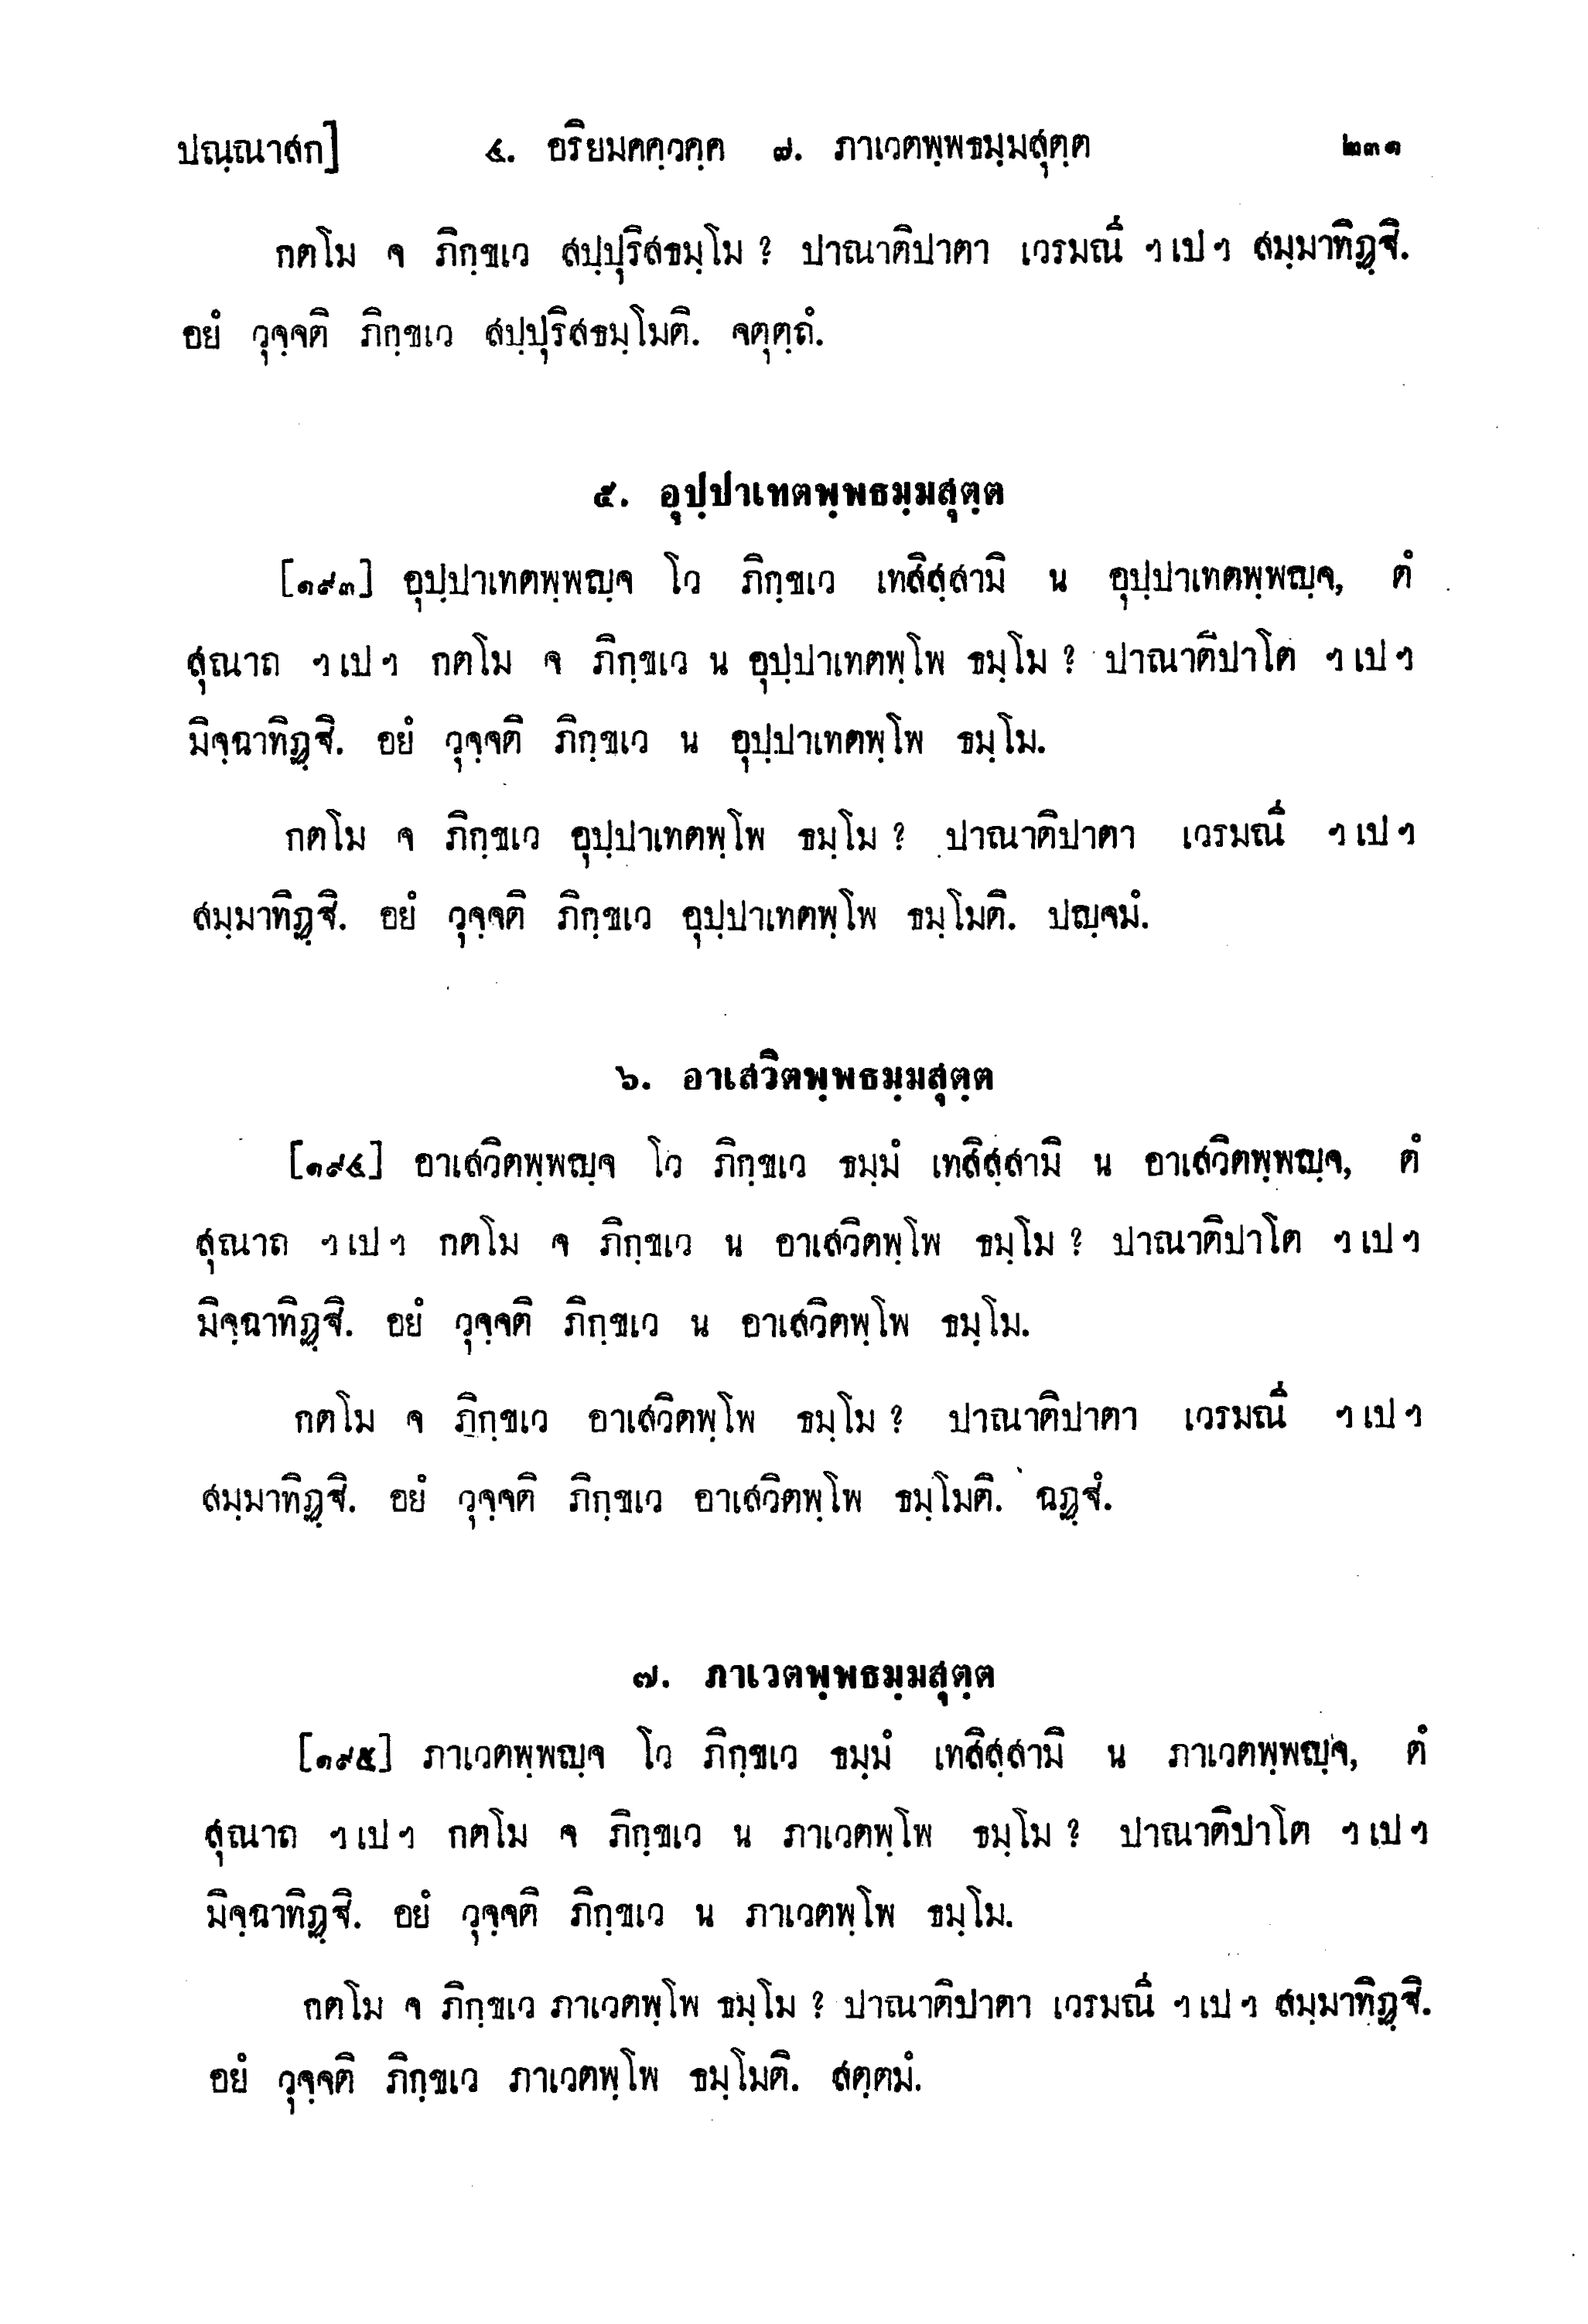 ปณฺณาสก] ๔. อริยมคฺควคฺค ๗. ภาเวตพฺพธมฺมสุตฺต ๒๓๑
กตโม จ ภิกฺขเว สปฺปุริสธมฺโม ? ปาณาติปาตา เวรมณี ฯเปฯ สมฺมาทิฏฺฐิ.
อยํ วุจฺจติ ภิกฺขเว สปฺปุริสธมฺโมติ. จตุตฺถํ.
๕. อุปฺปาเทตพฺพธมฺมสุตฺต
[๑๙๓] อุปฺปาเทตพฺพญฺจ โว ภิกฺขเว เทสิสฺสามิ น อุปฺปาเทตพฺพญฺจ, ตํ
สุณาถ ฯเปฯ กตโม จ ภิกฺขเว น อุปฺปาเทตพฺโพ ธมฺโม ? ปาณาติปาโต ฯเปฯ
มิจฺฉาทิฏฺฐิ. อยํ วุจฺจติ ภิกฺขเว น อุปฺปาเทตพฺโพ ธมฺโม.
กตโม จ ภิกฺขเว อุปฺปาเทตพฺโพ ธมฺโม ? ปาณาติปาตา เวรมณี ฯเปฯ
สมฺมาทิฏฺฐิ. อยํ วุจฺจติ ภิกฺขเว อุปฺปาเทตพฺโพ ธมฺโมติ. ปญฺจมํ.
๖. อาเสวิตพฺพธมฺมสุตฺต
[๑๙๔] อาเสวิตพฺพญฺจ โว ภิกฺขเว ธมฺมํ เทสิสฺสามิ น อาเสวิตพฺพญฺจ, ตํ
สุณาถ ฯเปฯ กตโม จ ภิกฺขเว น อาเสวิตพฺโพ ธมฺโม ? ปาณาติปาโต ฯเปฯ
มิจฺฉาทิฏฺฐิ. อยํ วุจฺจติ ภิกฺขเว น อาเสวิตพฺโพ ธมฺโม.
กตโม จ ภิกฺขเว อาเสวิตพฺโพ ธมฺโม ? ปาณาติปาตา เวรมณี ฯเปฯ
สมฺมาทิฏฺฐิ. อยํ วุจฺจติ ภิกฺขเว อาเสวิตพฺโพ ธมฺโมติ. ฉฏฺฐํ.
๗. ภาเวตพฺพธมฺมสุตฺต
[๑๙๕] ภาเวตพฺพญฺจ โว ภิกฺขเว ธมฺมํ เทสิสฺสามิ น ภาเวตพฺพญฺจ, ตํ
สุณาถ ฯเปฯ กตโม จ ภิกฺขเว น ภาเวตพฺโพ ธมฺโม ? ปาณาติปาโต ฯเปฯ
มิจฺฉาทิฏฺฐิ. อยํ วุจฺจติ ภิกฺขเว น ภาเวตพฺโพ ธมฺโม.
กตโม จ ภิกฺขเว ภาเวตพฺโพ ธมฺโม ? ปาณาติปาตา เวรมณี ฯเปฯ สมฺมาทิฏฺฐิ.
อยํ วุจฺจติ ภิกฺขเว ภาเวตพฺโพ ธมฺโมติ. สตฺตมํ.